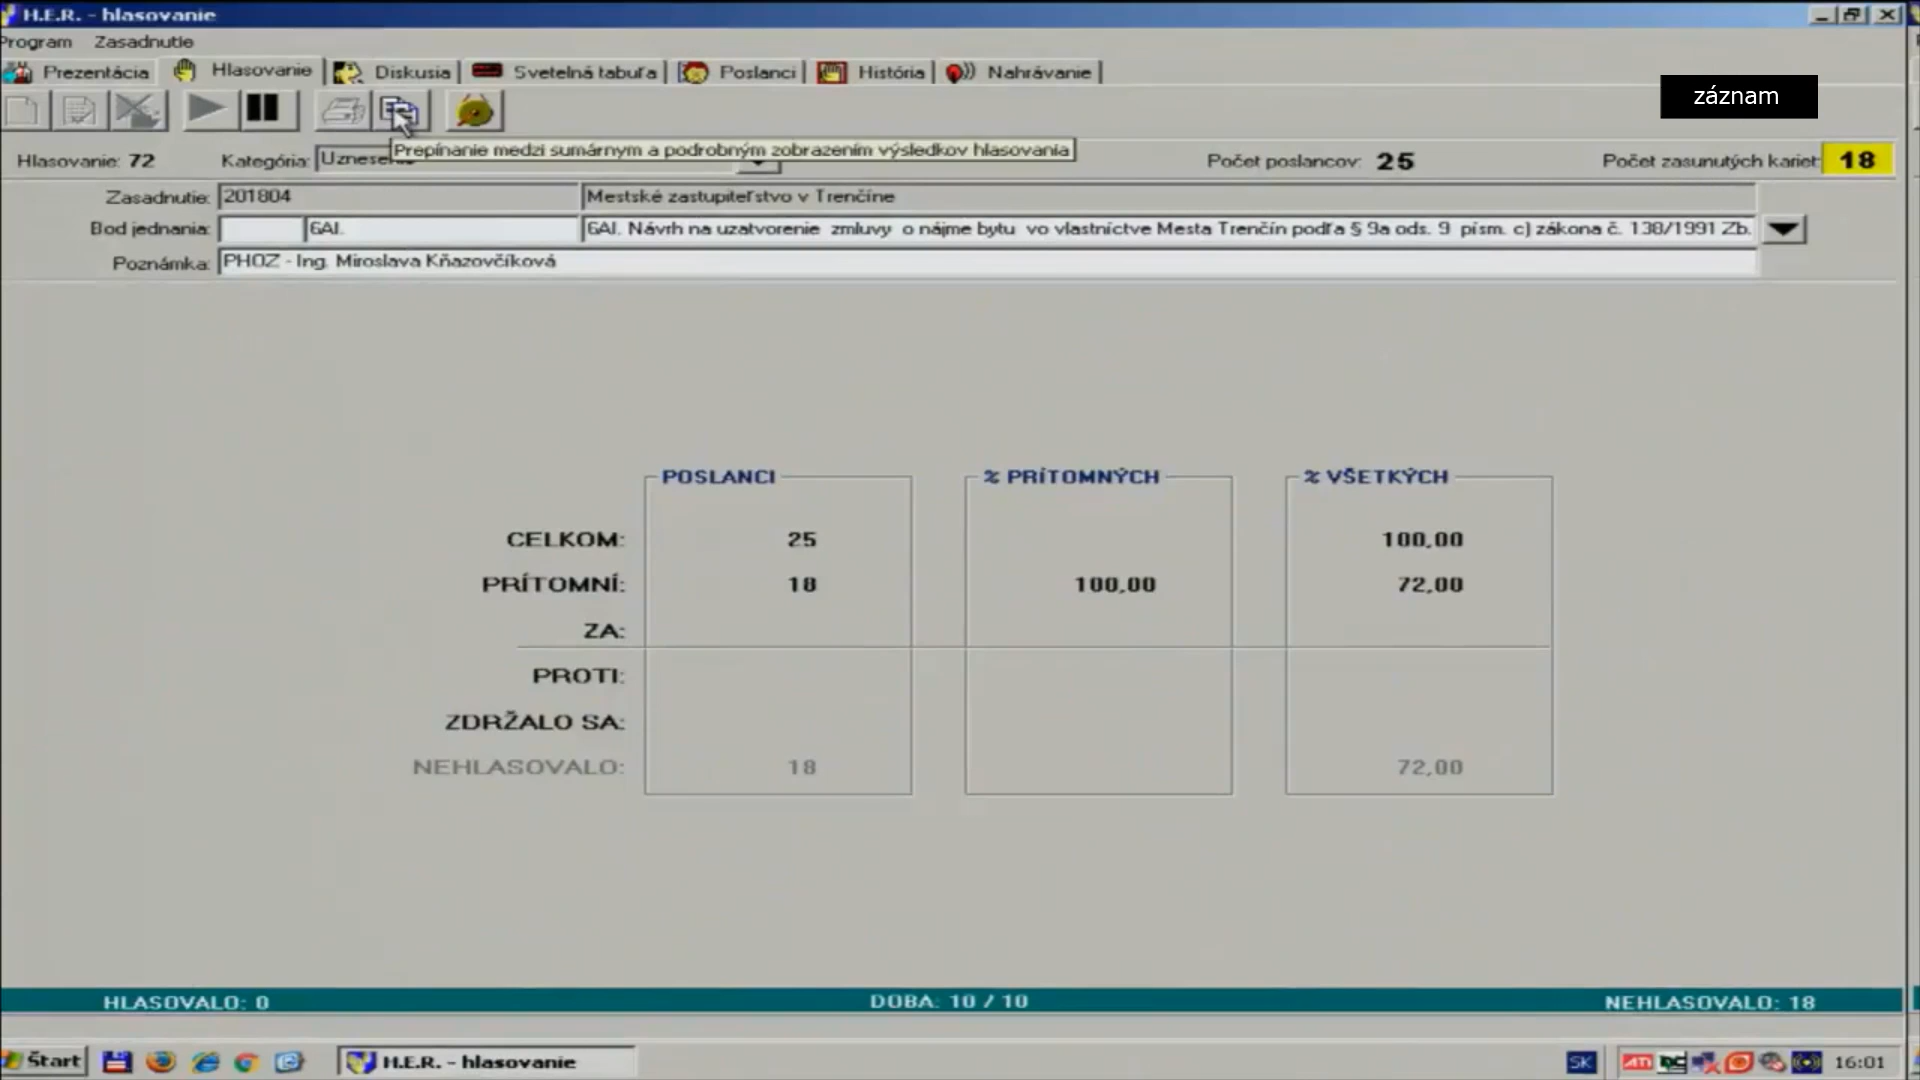 H.E.R. - hlasovanie
Program Zasadnutie
Prezentácia Hlasovanie Diskusia Svetelná tabuľa Poslanci História Nahrávanie
záznam
Prepínanie medzi sumárnym a podrobným zobrazením výsledkov hlasovania
Hlasovanie: 72 Kategória: Počet poslancov: 25 Počet zasunutých kariet: 18
Zasadnutie: 201804 Mestské zastupiteľstvo v Trenčíne
Bod jednania: 6AI. 6AI. Návrh na uzatvorenie zmluvy o nájme bytu vo vlastníctve Mesta Trenčín podľa § 9a ods. 9 písm. c) zákona č. 138/1991 Zb.
Poznámka: PHOZ - Ing. Miroslava Kňazovčíková
POSLANCI % PRÍTOMNÝCH % VŠETKÝCH
CELKOM: 25 100,00
PRÍTOMNÍ: 18 100,00 72,00
ZA:
PROTI:
ZDRŽALO SA:
NEHLASOVALO: 18 72,00
HLASOVALO: 0 DOBA: 10 / 10 NEHLASOVALO: 18
Štart H.E.R. - hlasovanie SK ATI 16:01